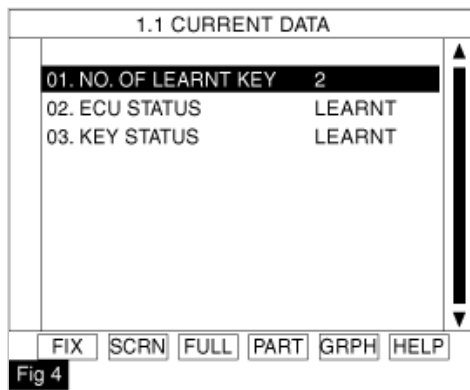 1.1 CURRENT DATA
01. NO. OF LEARNT KEY 2
02. ECU STATUS LEARNT
03. KEY STATUS LEARNT
FIX SCRN FULL PART GRPH HELP
Fig 4